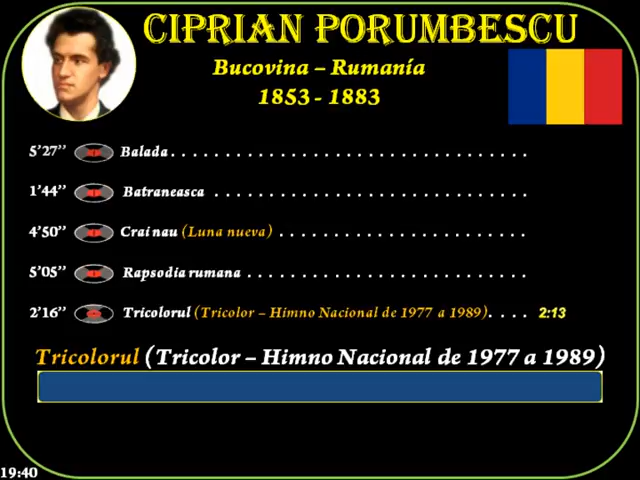 CIPRIAN PORUMBESCU
Bucovina – Rumanía
1853 - 1883
5’27’’ Balada . . . . . . . . . . . . . . . . . . . . . . . . . . . . . . . . .
1’44’’ Batraneasca . . . . . . . . . . . . . . . . . . . . . . . . . . . . .
4’50’’ Crai nau (Luna nueva) . . . . . . . . . . . . . . . . . . . . . . .
5’05’’ Rapsodia rumana . . . . . . . . . . . . . . . . . . . . . . . . . .
2’16’’ Tricolorul (Tricolor – Himno Nacional de 1977 a 1989). . . . 2:13
Tricolorul (Tricolor – Himno Nacional de 1977 a 1989)
19:40